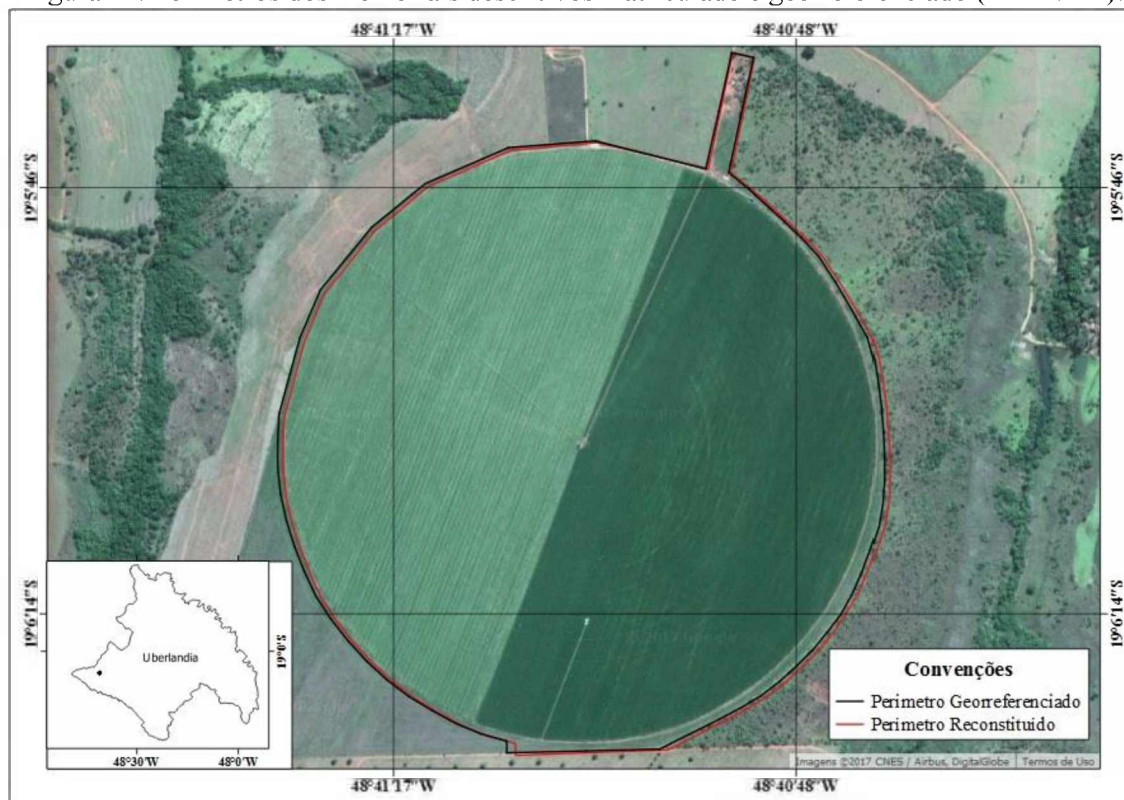 48°41'17"W
48°40'48"W
19°5'46"S
19°5'46"S
19°6'14"S
19°6'14"S
Uberlandia
19°0'S
48°30'W
48°0'W
Convenções
Perimetro Georreferenciado
Perimetro Reconstituido
Imagens ©2017 CNES / Airbus, DigitalGlobe
Termos de Uso
48°41'17"W
48°40'48"W